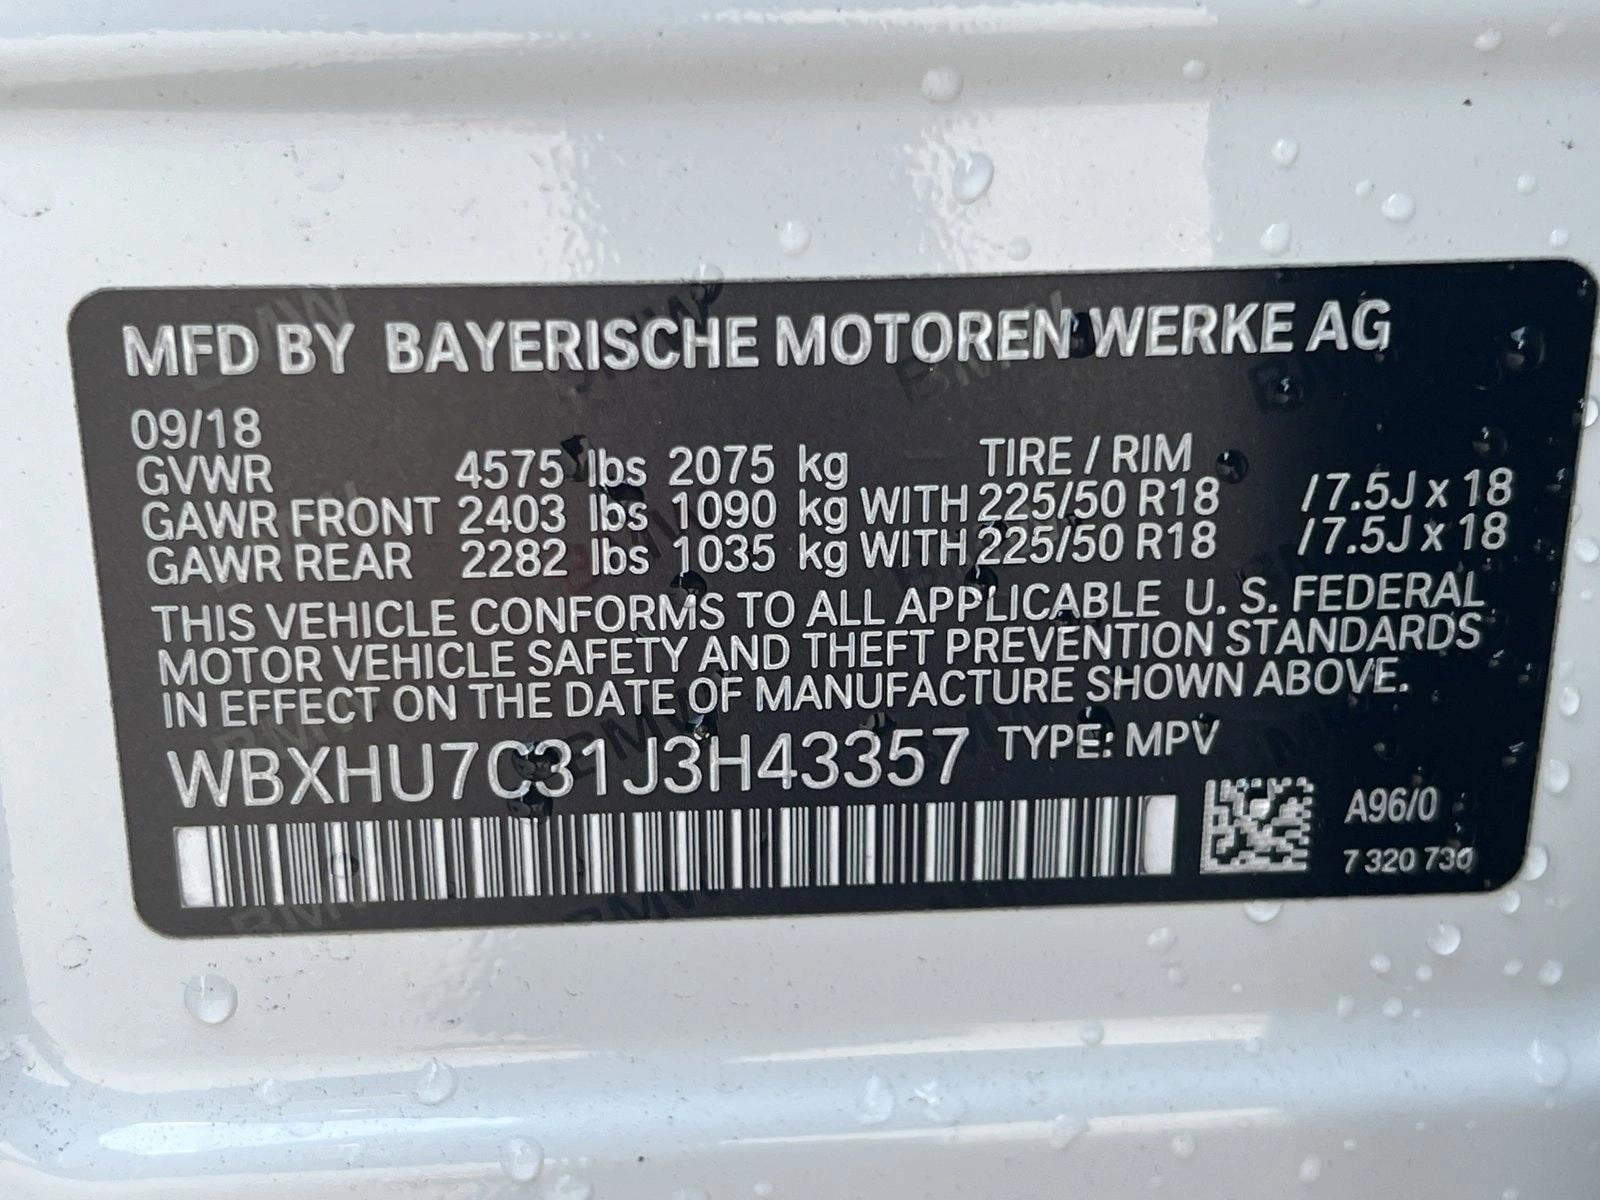 MFD BY BAYERISCHE MOTOREN WERKE AG
09/18
GVWR 4575 lbs 2075 kg TIRE / RIM
GAWR FRONT 2403 lbs 1090 kg WITH 225/50 R18 /7.5J x 18
GAWR REAR 2282 lbs 1035 kg WITH 225/50 R18 /7.5J x 18
THIS VEHICLE CONFORMS TO ALL APPLICABLE U. S. FEDERAL
MOTOR VEHICLE SAFETY AND THEFT PREVENTION STANDARDS
IN EFFECT ON THE DATE OF MANUFACTURE SHOWN ABOVE.
WBXHU7C31J3H43357 TYPE: MPV
A96/0
7 320 730